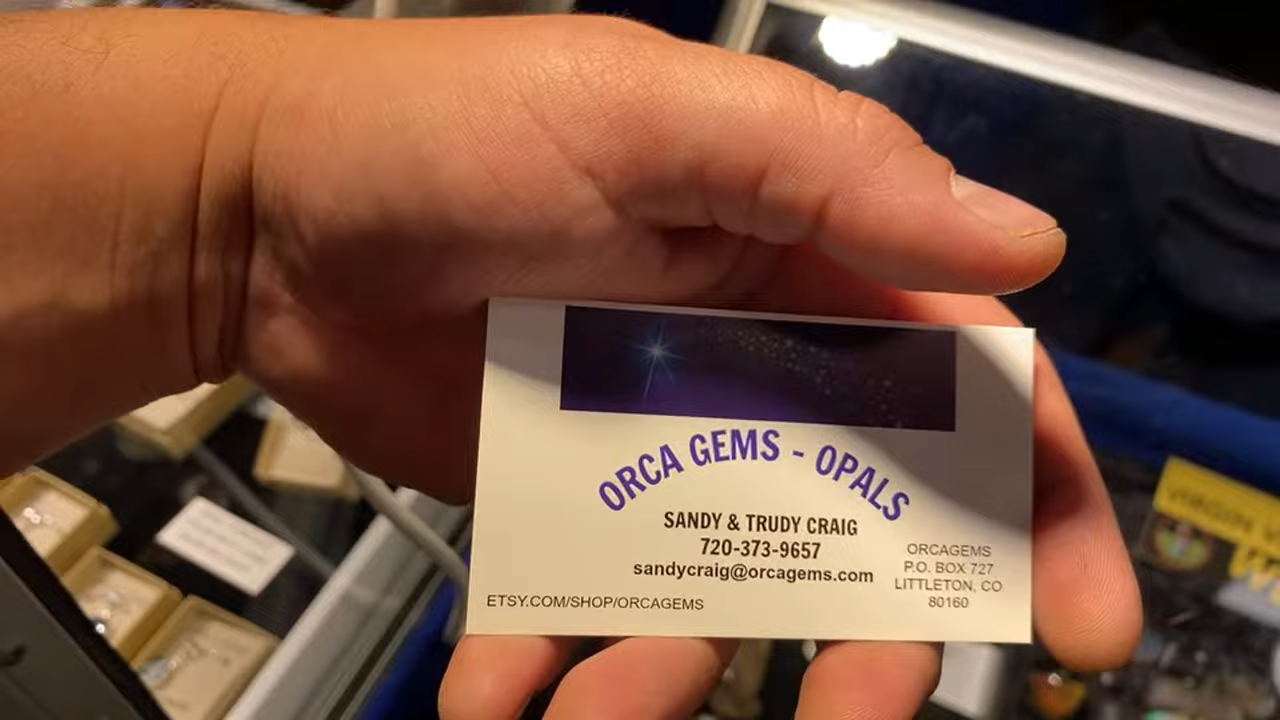 ORCA GEMS - OPALS
SANDY & TRUDY CRAIG
720-373-9657
sandycraig@orcagems.com
ETSY.COM/SHOP/ORCAGEMS
ORCAGEMS
P.O. BOX 727
LITTLETON, CO
80160
VIRGIN